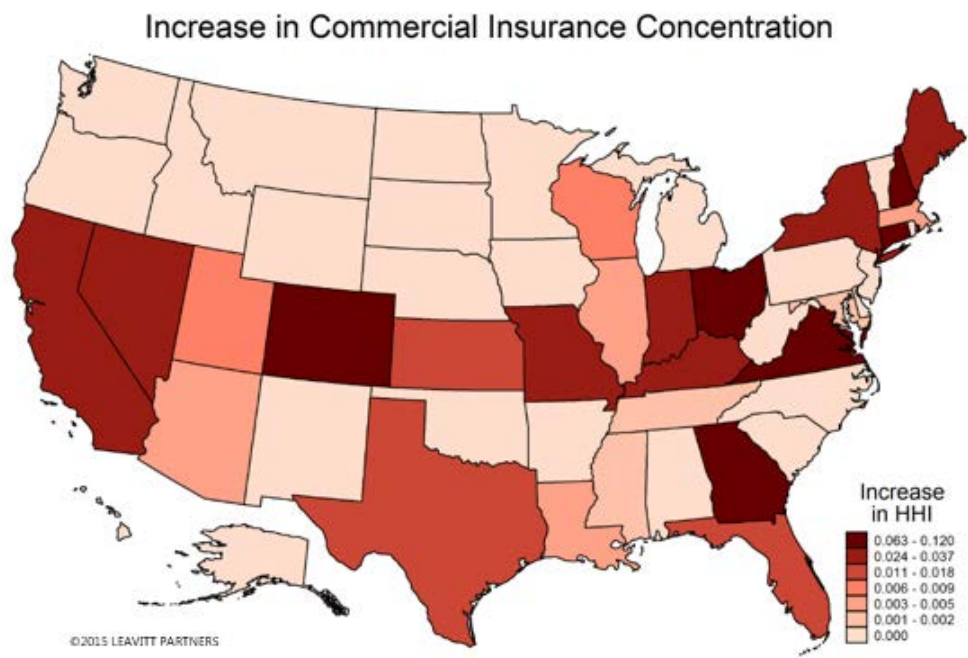 Increase in Commercial Insurance Concentration
Increase
in HHI
0.063 - 0.120
0.024 - 0.037
0.011 - 0.018
0.006 - 0.009
0.003 - 0.005
0.001 - 0.002
0.000
©2015 LEAVITT PARTNERS